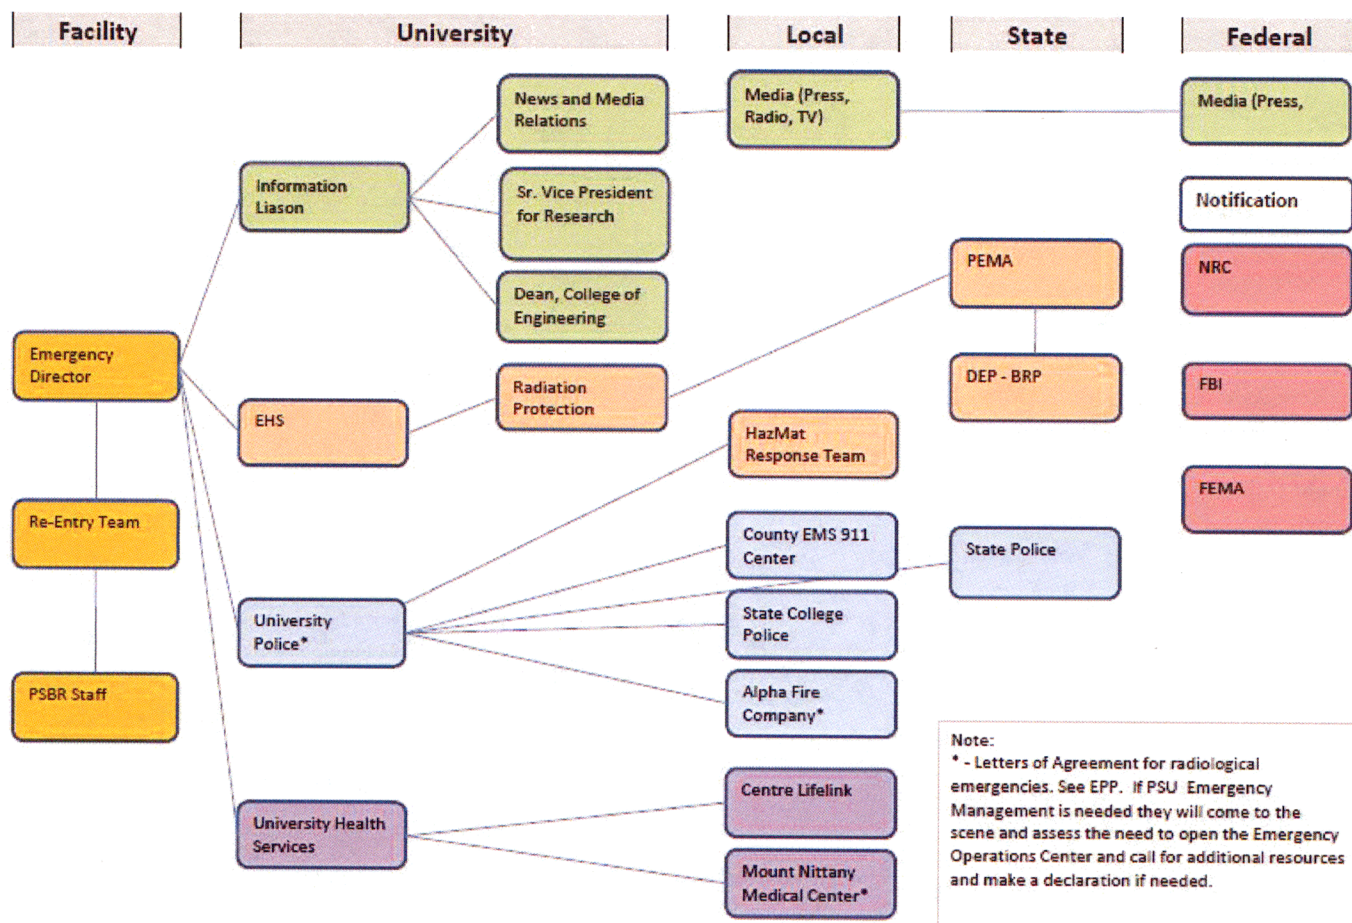 Facility
University
Local
State
Federal
News and Media
Relations
Media (Press,
Radio, TV)
Media (Press,
Information
Liason
Sr. Vice President
for Research
Notification
PEMA
NRC
Dean, College of
Engineering
Emergency
Director
Radiation
Protection
DEP - BRP
FBI
EHS
HazMat
Response Team
FEMA
Re-Entry Team
County EMS 911
Center
State Police
University
Police*
State College
Police
PSBR Staff
Alpha Fire
Company*
Note:
* - Letters of Agreement for radiological
emergencies. See EPP. If PSU Emergency
Management is needed they will come to the
scene and assess the need to open the Emergency
Operations Center and call for additional resources
and make a declaration if needed.
Centre Lifelink
University Health
Services
Mount Nittany
Medical Center*